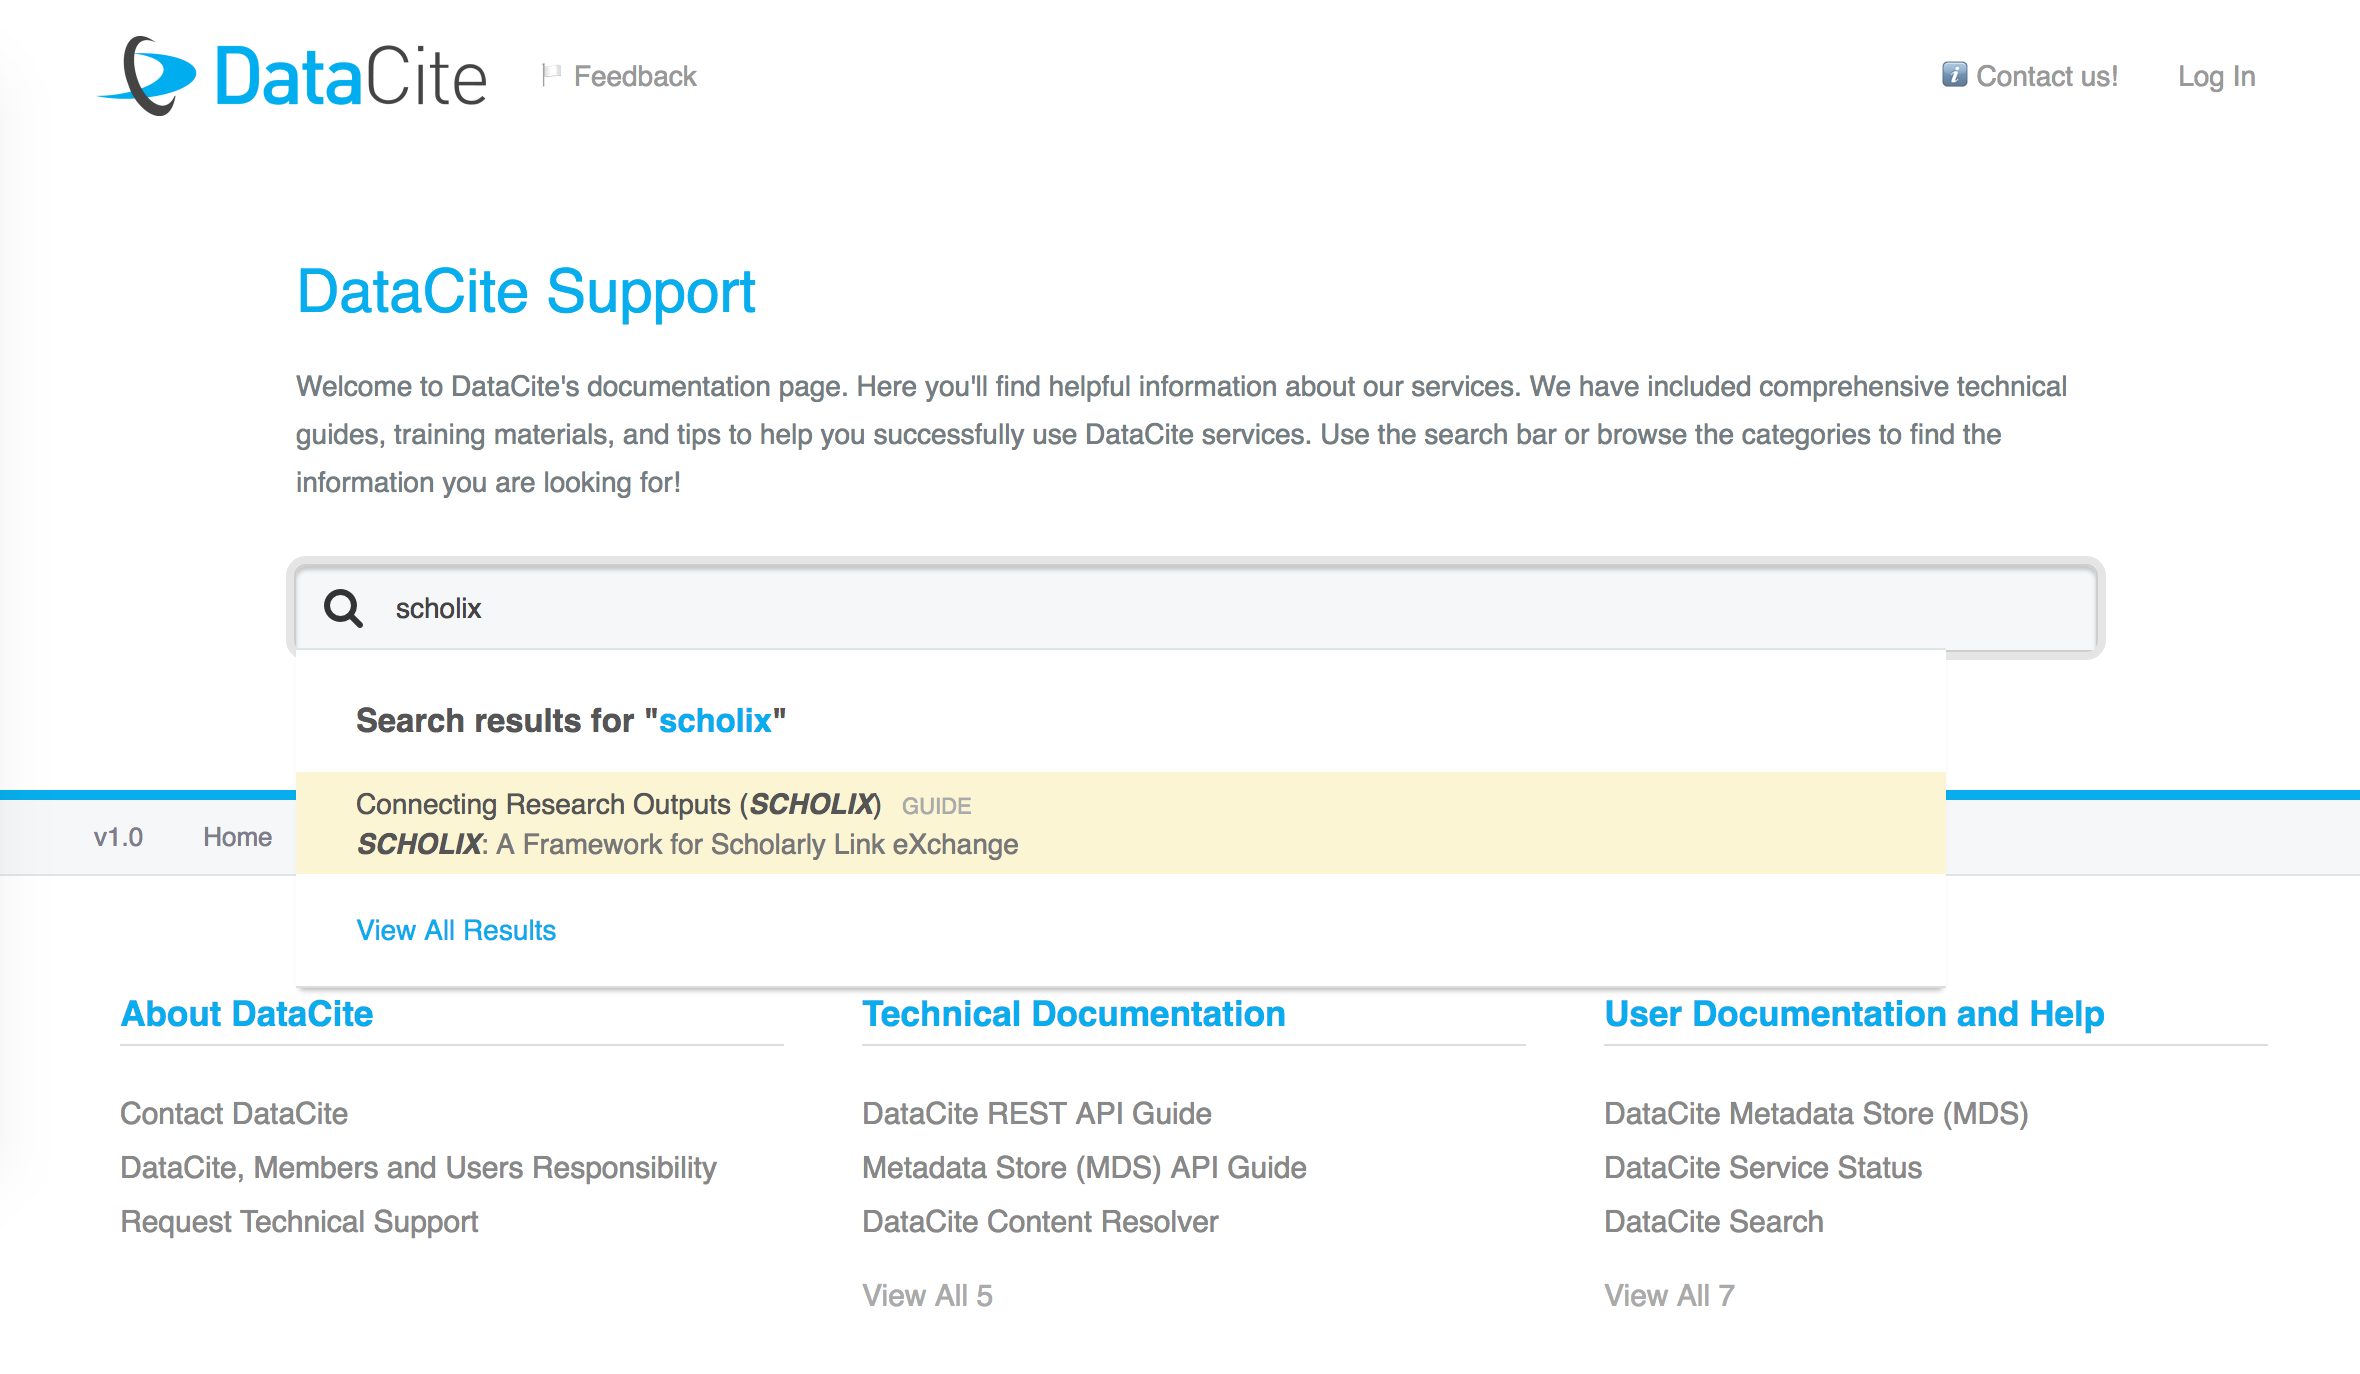 DataCite Feedback Contact us! Log In
DataCite Support
Welcome to DataCite's documentation page. Here you'll find helpful information about our services. We have included comprehensive technical
guides, training materials, and tips to help you successfully use DataCite services. Use the search bar or browse the categories to find the
information you are looking for!
scholix
Search results for "scholix"
Connecting Research Outputs (SCHOLIX) GUIDE
SCHOLIX: A Framework for Scholarly Link eXchange
v1.0 Home
View All Results
About DataCite
Contact DataCite
DataCite, Members and Users Responsibility
Request Technical Support
Technical Documentation
DataCite REST API Guide
Metadata Store (MDS) API Guide
DataCite Content Resolver
View All 5
User Documentation and Help
DataCite Metadata Store (MDS)
DataCite Service Status
DataCite Search
View All 7